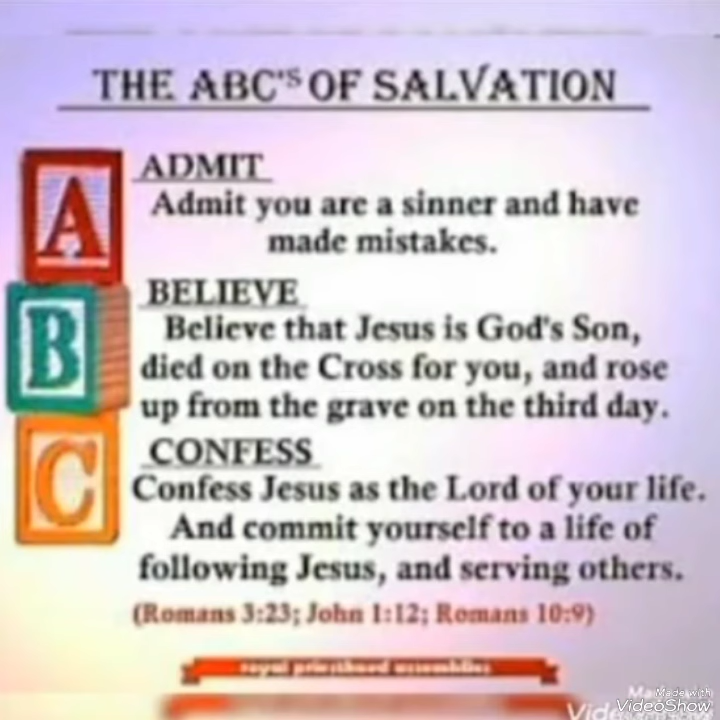 THE ABC'S OF SALVATION
A
ADMIT
Admit you are a sinner and have
made mistakes.
B
BELIEVE
Believe that Jesus is God's Son,
died on the Cross for you, and rose
up from the grave on the third day.
C
CONFESS
Confess Jesus as the Lord of your life.
And commit yourself to a life of
following Jesus, and serving others.
(Romans 3:23; John 1:12; Romans 10:9)
royal priesthood assemblies
Made with
VideoShow